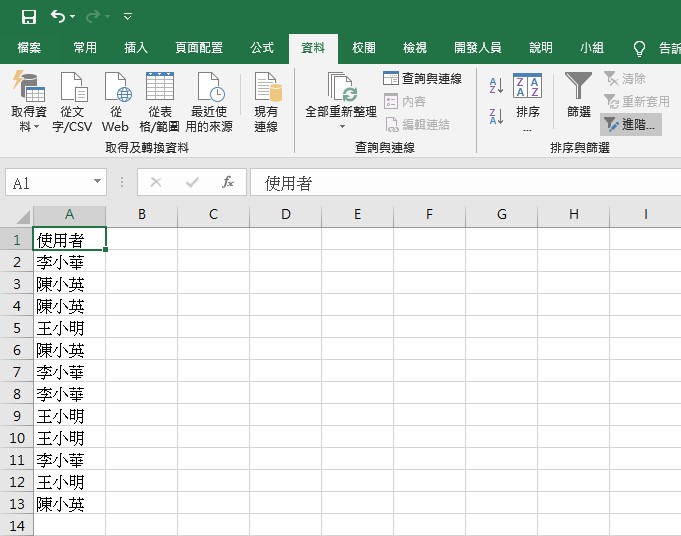 檔案 常用 插入 頁面配置 公式 資料 校閱 檢視 開發人員 說明 小組 告訴
取得資料 從文字/CSV 從 Web 從表格/範圍 最近使用的來源 現有連線
取得及轉換資料
全部重新整理 查詢與連線
內容
編輯連結
查詢與連線
排序... 篩選 清除
重新套用
進階...
排序與篩選
A1 fx 使用者
A B C D E F G H I
1 使用者
2 李小華
3 陳小英
4 陳小英
5 王小明
6 陳小英
7 李小華
8 李小華
9 王小明
10 王小明
11 李小華
12 王小明
13 陳小英
14